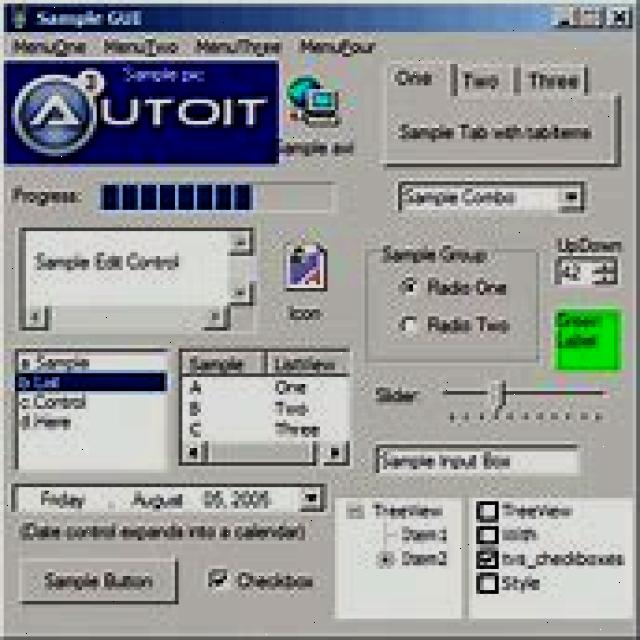 Sample GUI
MenuOne MenuTwo MenuThree MenuFour
Sample pic
AUTOIT
Sample avi
One Two Three
Sample Tab with tabItems
Progress:
Sample Combo
Sample Edit Control
Icon
Sample Group
Radio One
Radio Two
UpDown
42
Green
Label
a.Sample
b.List
c.Control
d.Here
Sample ListView
A One
B Two
C Three
Slider:
Sample Input Box
Friday , August 05, 2005
(Date control expands into a calendar)
Sample Button
Checkbox
TreeView
Item1
Item2
TreeView
With
tvs_checkboxes
Style